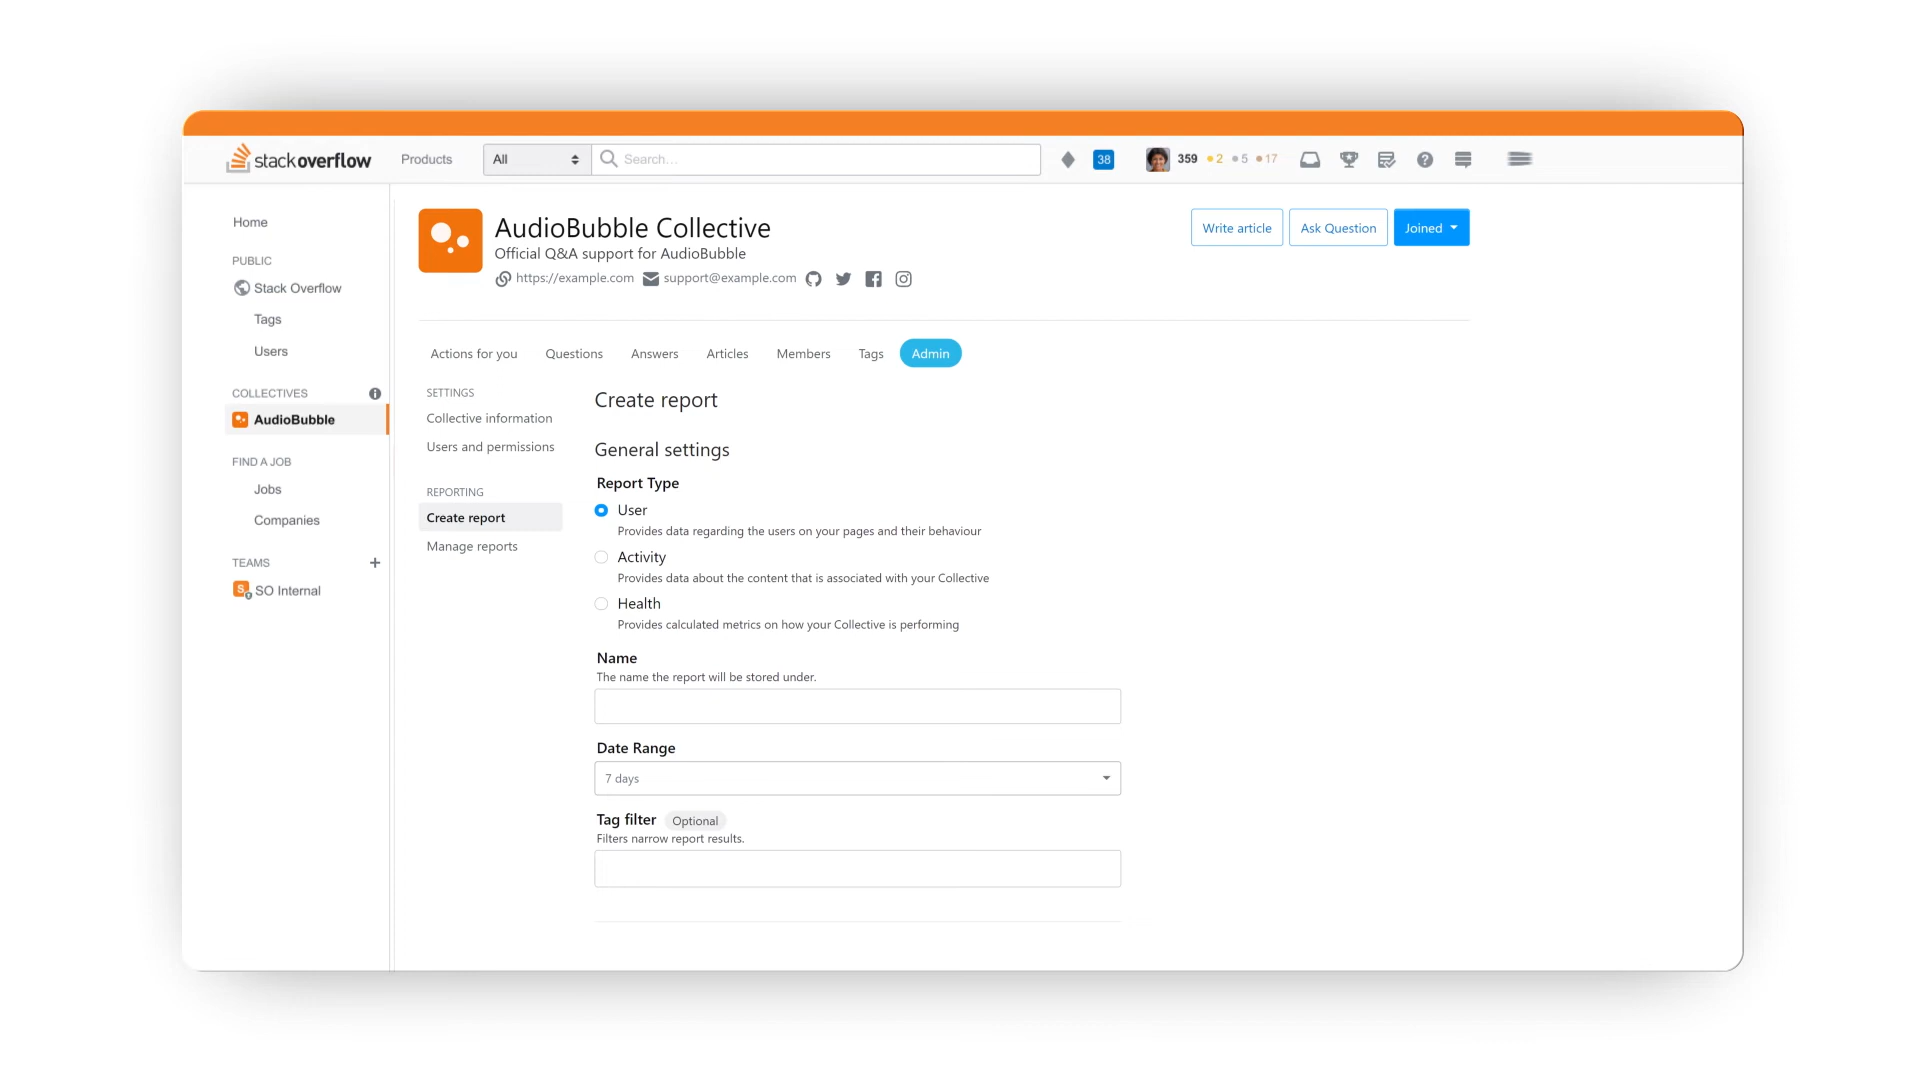 stackoverflow Products All Search... 38 359 2 5 17
Home
PUBLIC
Stack Overflow
Tags
Users
COLLECTIVES
AudioBubble
FIND A JOB
Jobs
Companies
TEAMS
SO Internal
AudioBubble Collective
Official Q&A support for AudioBubble
https://example.com support@example.com
Write article Ask Question Joined
Actions for you Questions Answers Articles Members Tags Admin
SETTINGS
Collective information
Users and permissions
REPORTING
Create report
Manage reports
Create report
General settings
Report Type
User
Provides data regarding the users on your pages and their behaviour
Activity
Provides data about the content that is associated with your Collective
Health
Provides calculated metrics on how your Collective is performing
Name
The name the report will be stored under.
Date Range
7 days
Tag filter Optional
Filters narrow report results.